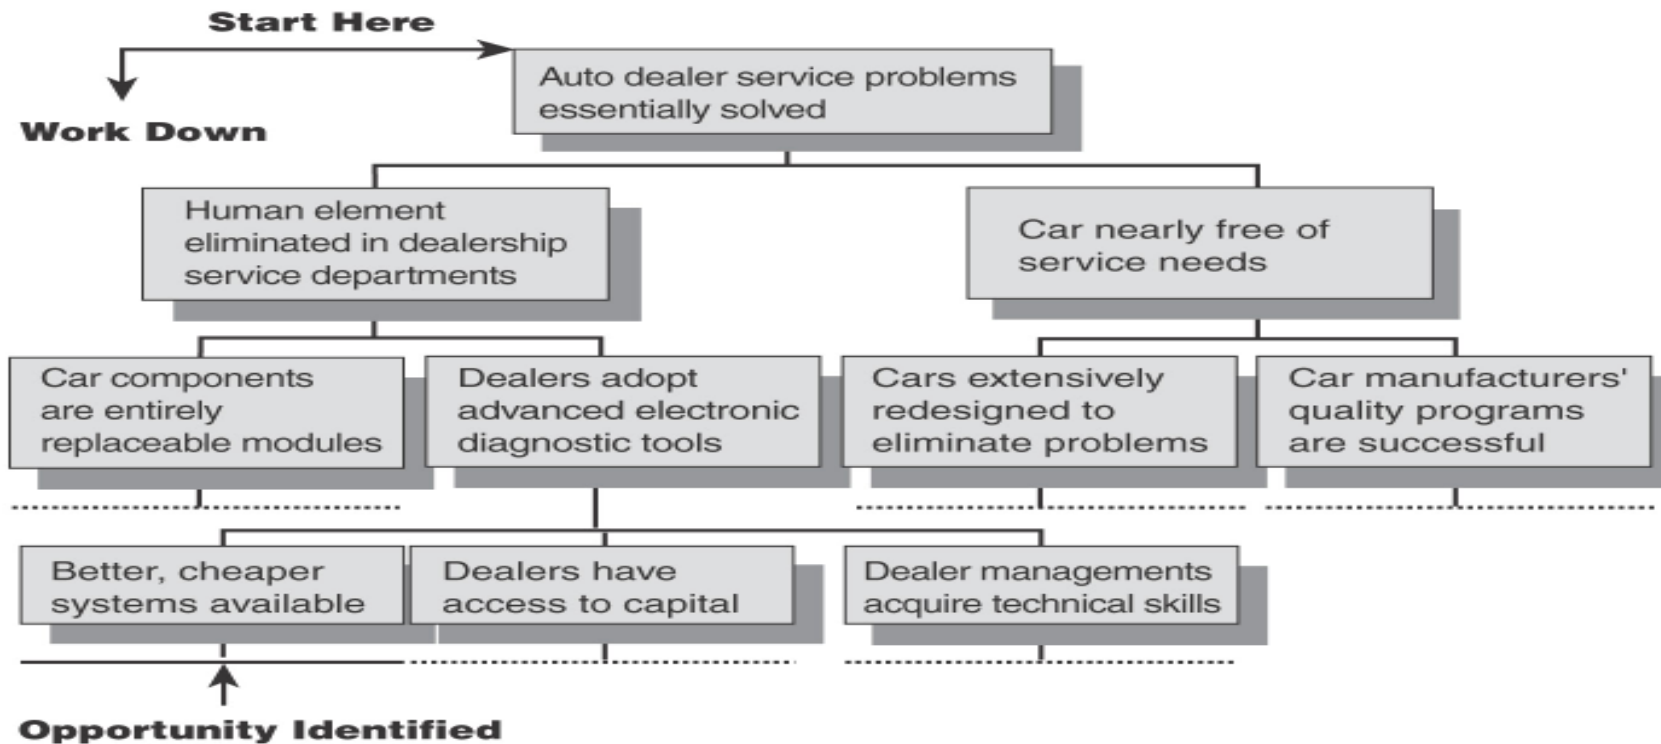 Start Here
Work Down
Auto dealer service problems
essentially solved
Human element
eliminated in dealership
service departments
Car nearly free of
service needs
Car components
are entirely
replaceable modules
Dealers adopt
advanced electronic
diagnostic tools
Cars extensively
redesigned to
eliminate problems
Car manufacturers'
quality programs
are successful
Better, cheaper
systems available
Dealers have
access to capital
Dealer managements
acquire technical skills
Opportunity Identified